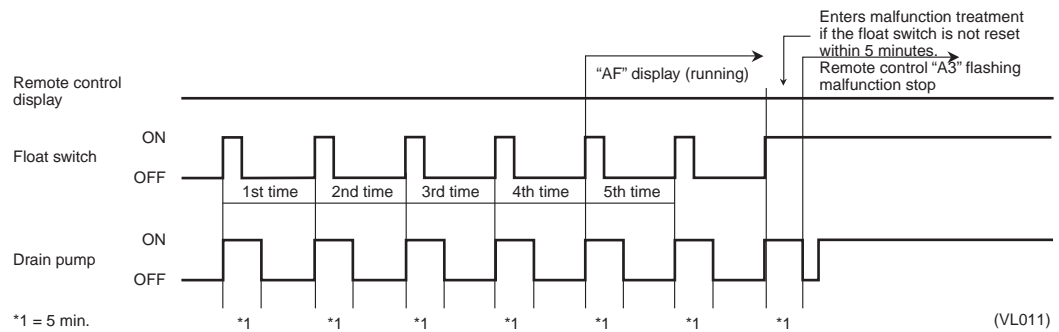 Enters malfunction treatment
if the float switch is not reset
within 5 minutes.
“AF” display (running)
Remote control “A3” flashing
malfunction stop
Remote control
display
ON
Float switch
OFF
1st time
2nd time
3rd time
4th time
5th time
ON
Drain pump
OFF
*1 = 5 min.
*1
*1
*1
*1
*1
*1
*1
(VL011)